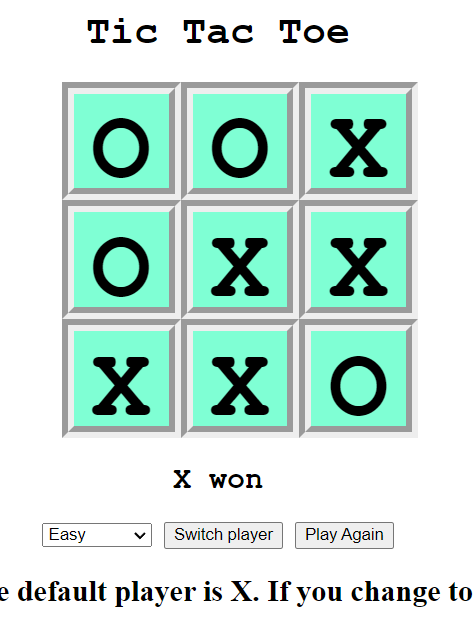 Tic Tac Toe
O O X
O X X
X X O
X won
Easy Switch player Play Again
default player is X. If you change to